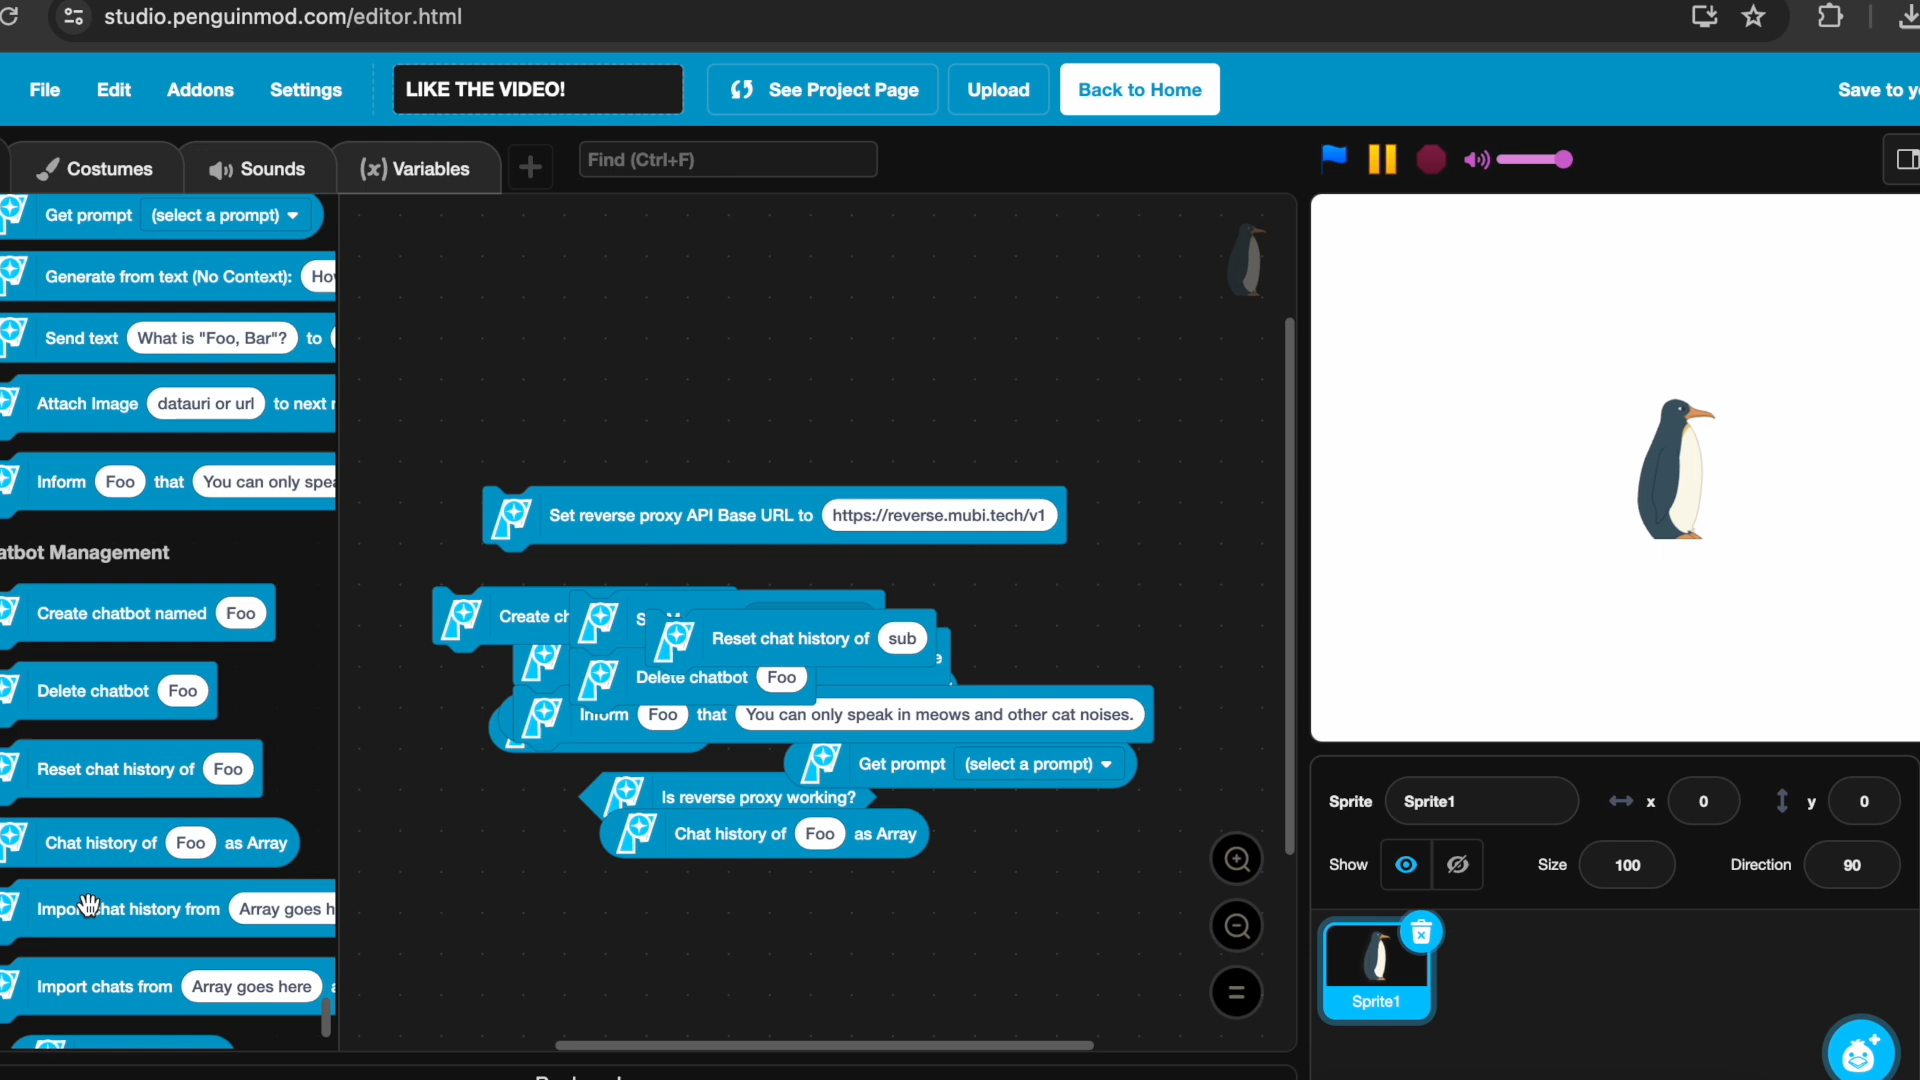 studio.penguinmod.com/editor.html
File Edit Addons Settings LIKE THE VIDEO! See Project Page Upload Back to Home Save to y
Costumes Sounds (x) Variables Find (Ctrl+F)
Get prompt (select a prompt)
Generate from text (No Context): Ho
Send text What is "Foo, Bar"? to
Attach Image datauri or url to next
Inform Foo that You can only spe
atbot Management
Create chatbot named Foo
Delete chatbot Foo
Reset chat history of Foo
Chat history of Foo as Array
Impo hat history from Array goes h
Import chats from Array goes here
Set reverse proxy API Base URL to https://reverse.mubi.tech/v1
Create ch S
Reset chat history of sub
e
Delete chatbot Foo
Inform Foo that You can only speak in meows and other cat noises.
Get prompt (select a prompt)
Is reverse proxy working?
Chat history of Foo as Array
Sprite Sprite1 x 0 y 0
Show Size 100 Direction 90
Sprite1